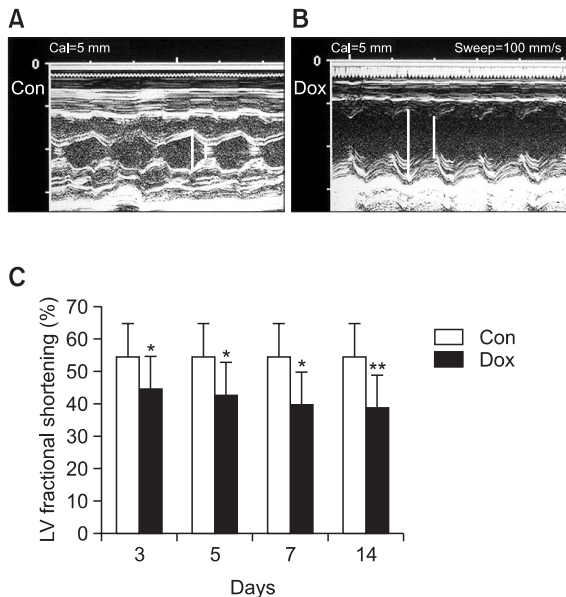 A
B
Cal=5 mm
Cal=5 mm Sweep=100 mm/s
0
0
Con
Dox
C
LV fractional shortening (%)
70
60
50
40
30
20
10
0
*
*
*
**
Con
Dox
3 5 7 14
Days